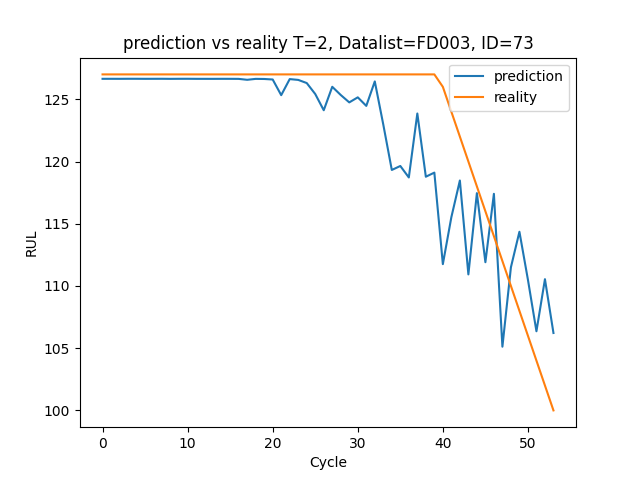 prediction vs reality T=2, Datalist=FD003, ID=73
prediction
reality
RUL
125
120
115
110
105
100
0 10 20 30 40 50
Cycle